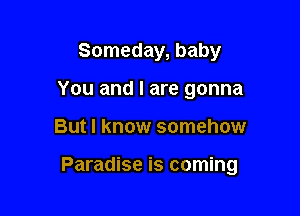 Someday, baby
You and I are gonna
But I know somehow
Paradise is coming